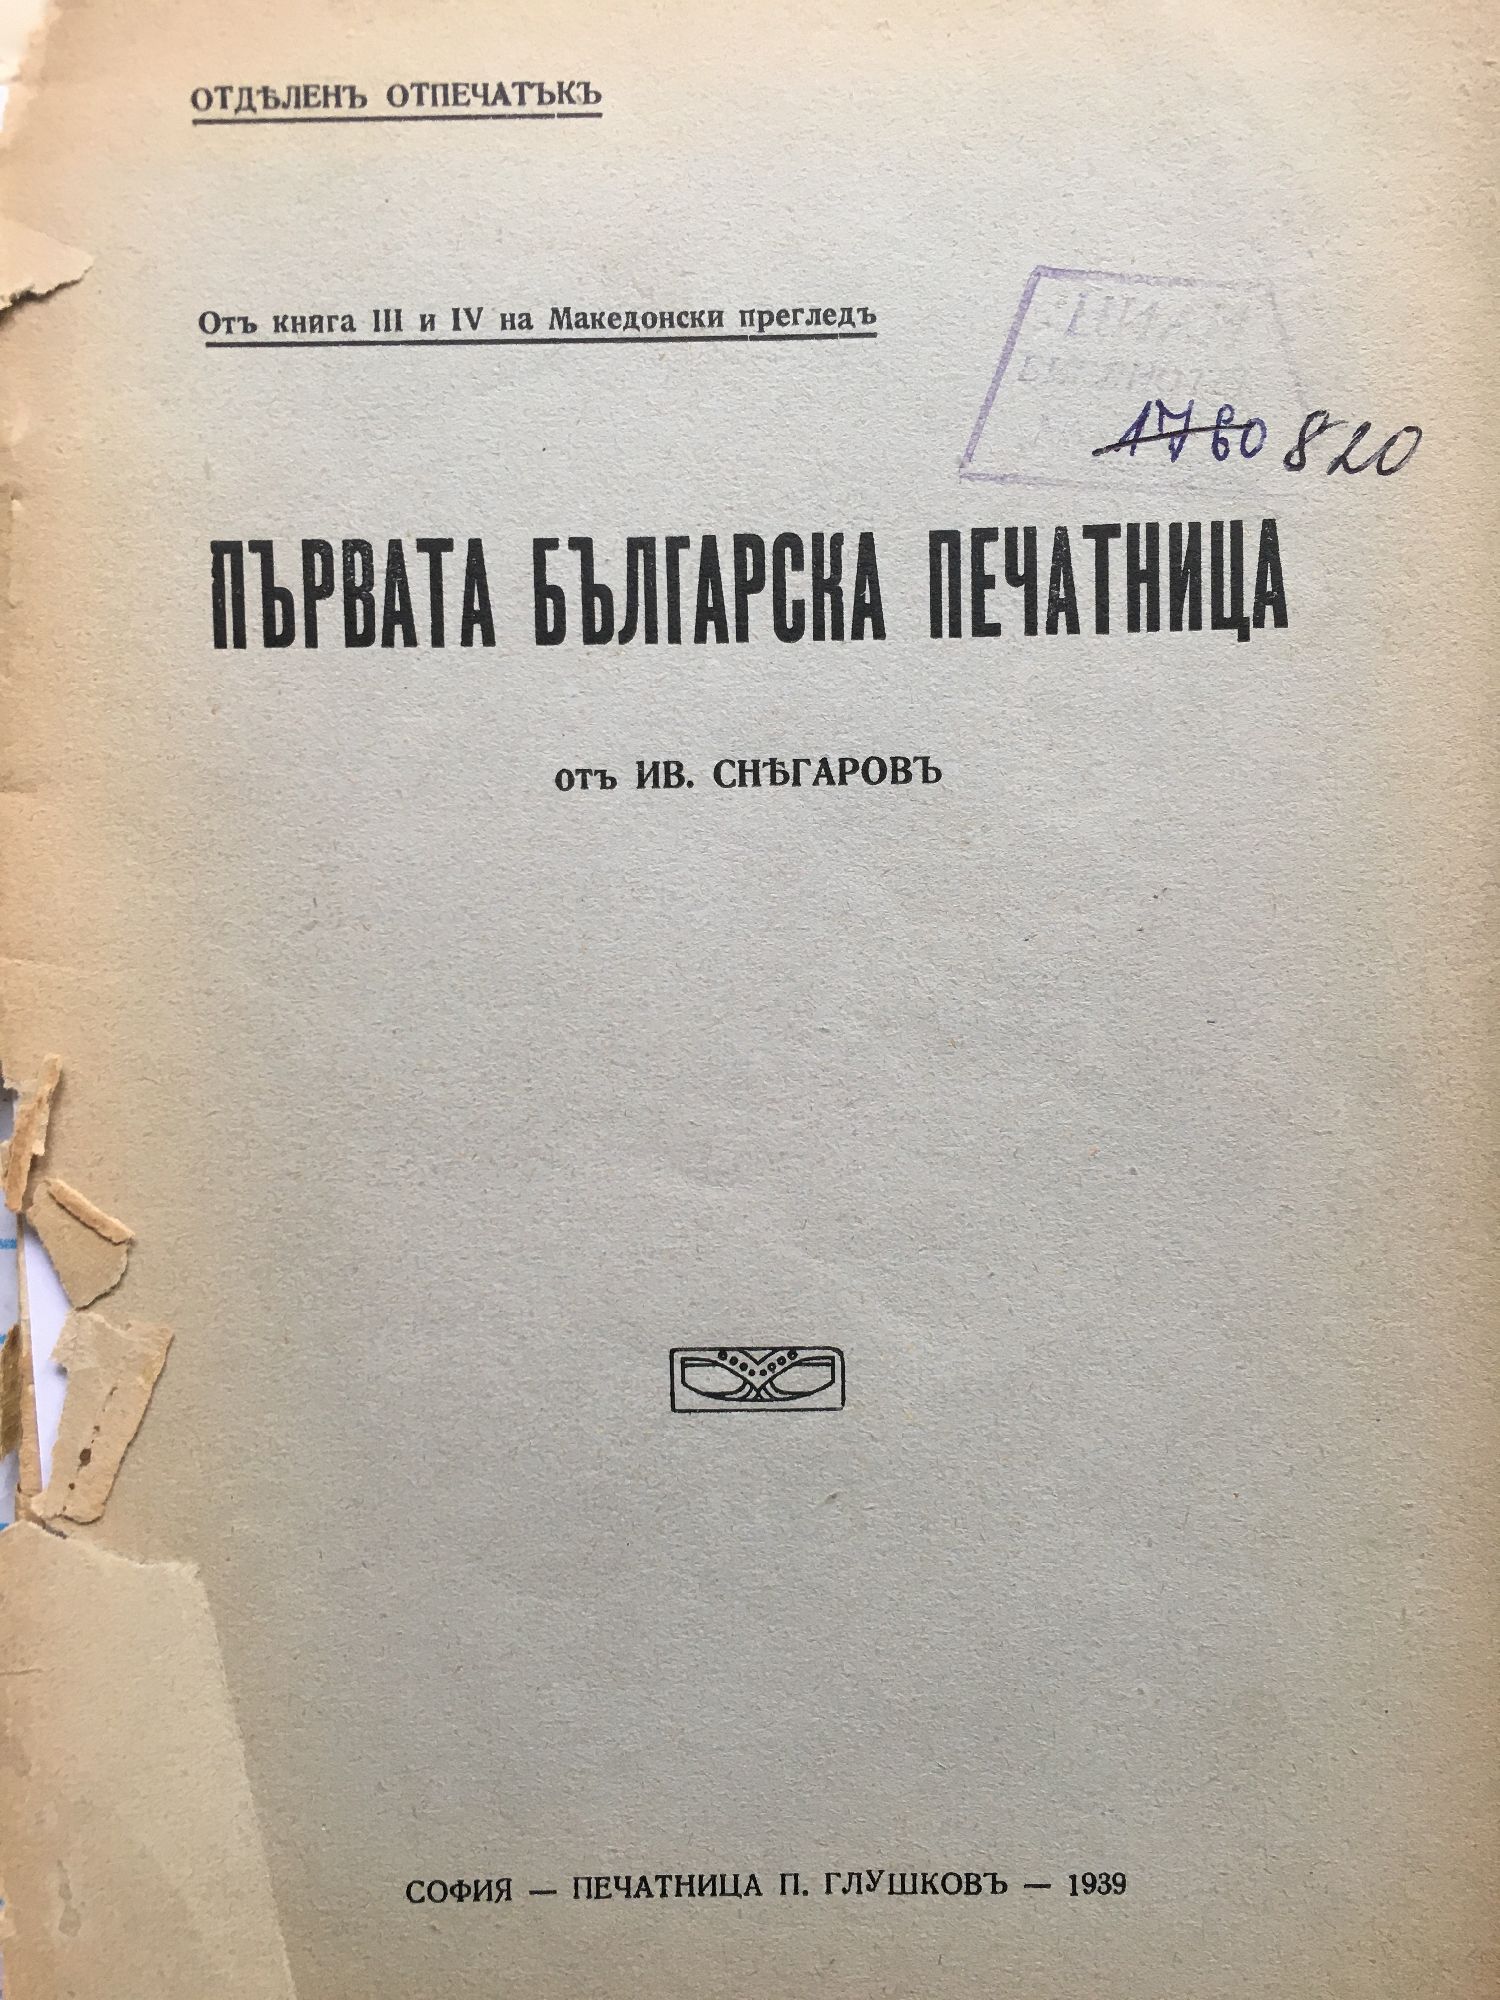 ОТДѢЛЕНЪ ОТПЕЧАТЪКЪ
Отъ книга III и IV на Македонски прегледъ
1760 820
ПЪРВАТА БЪЛГАРСКА ПЕЧАТНИЦА
отъ ИВ. СНѢГАРОВЪ
СОФИЯ — ПЕЧАТНИЦА П. ГЛУШКОВЪ — 1939